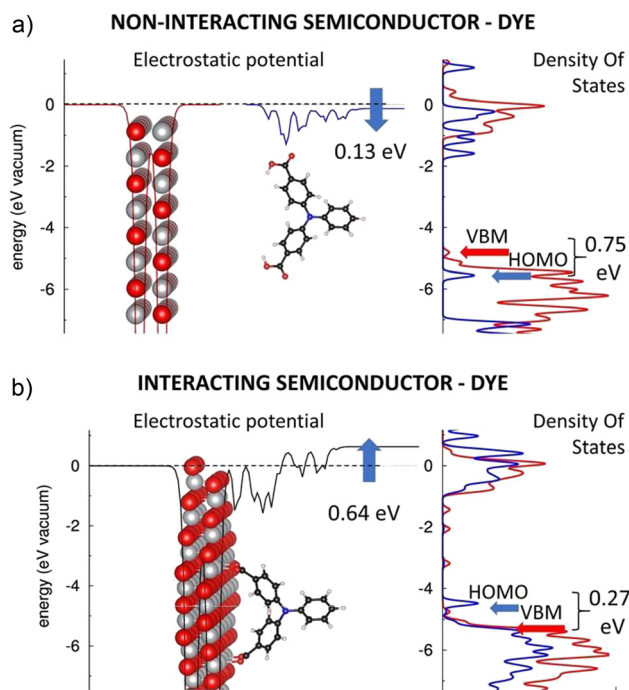 a)
NON-INTERACTING SEMICONDUCTOR - DYE
Electrostatic potential
Density Of
States
energy (eV vacuum)
0
-2
-4
-6
0.13 eV
0
-2
-4
-6
VBM
HOMO
0.75
eV
b)
INTERACTING SEMICONDUCTOR - DYE
Electrostatic potential
Density Of
States
energy (eV vacuum)
0
-2
-4
-6
0.64 eV
0
-2
-4
-6
HOMO
VBM
0.27
eV